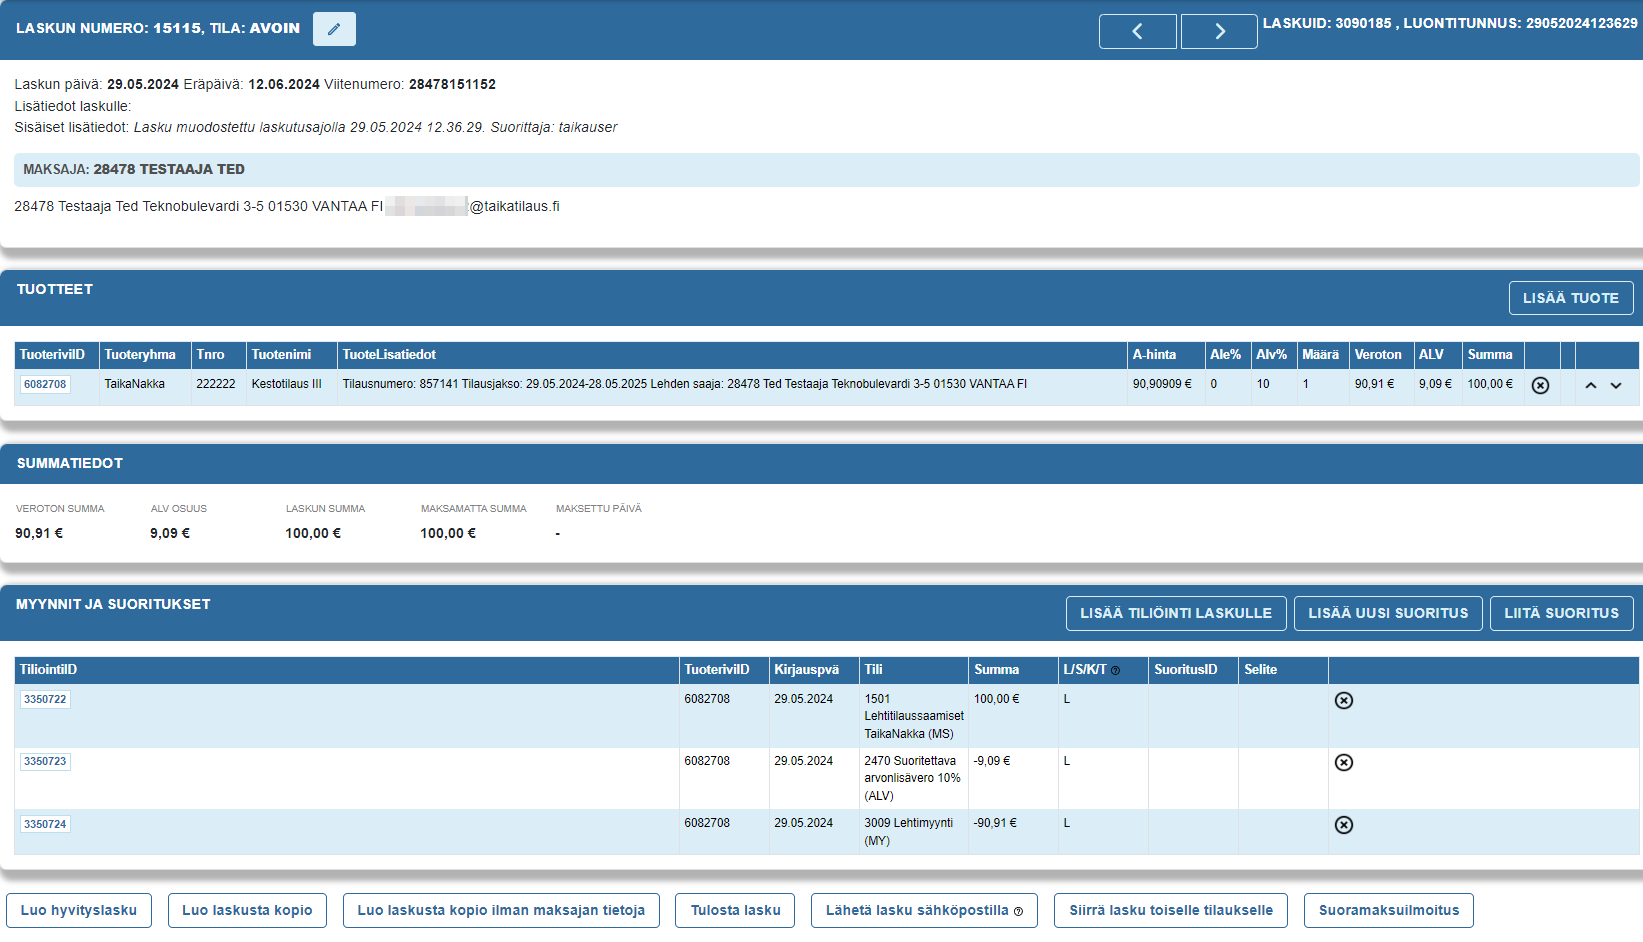 LASKUN NUMERO: 15115, TILA: AVOIN
LASKUID: 3090185 , LUONTITUNNUS: 29052024123629
Laskun päivä: 29.05.2024 Eräpäivä: 12.06.2024 Viitenumero: 28478151152
Lisätiedot laskulle:
Sisäiset lisätiedot: Lasku muodostettu laskutusajolla 29.05.2024 12.36.29. Suorittaja: taikauser
MAKSAJA: 28478 TESTAAJA TED
28478 Testaaja Ted Teknobulevardi 3-5 01530 VANTAA FI @taikatilaus.fi
TUOTTEET
LISÄÄ TUOTE
TuoteriviID Tuoteryhma Tnro Tuotenimi TuoteLisatiedot A-hinta Ale% Alv% Määrä Veroton ALV Summa
6082708 TaikaNakka 222222 Kestotilaus III Tilausnumero: 857141 Tilausjakso: 29.05.2024-28.05.2025 Lehden saaja: 28478 Ted Testaaja Teknobulevardi 3-5 01530 VANTAA FI 90,90909 € 0 10 1 90,91 € 9,09 € 100,00 €
SUMMATIEDOT
VEROTON SUMMA ALV OSUUS LASKUN SUMMA MAKSAMATTA SUMMA MAKSETTU PÄIVÄ
90,91 € 9,09 € 100,00 € 100,00 € -
MYYNNIT JA SUORITUKSET
LISÄÄ TILIÖINTI LASKULLE LISÄÄ UUSI SUORITUS LIITÄ SUORITUS
TiliointiID TuoteriviID Kirjauspvä Tili Summa L/S/K/T SuoritusID Selite
3350722 6082708 29.05.2024 1501 100,00 € L
Lehtitilaussaamiset
TaikaNakka (MS)
3350723 6082708 29.05.2024 2470 Suoritettava -9,09 € L
arvonlisävero 10%
(ALV)
3350724 6082708 29.05.2024 3009 Lehtimyynti -90,91 € L
(MY)
Luo hyvityslasku Luo laskusta kopio Luo laskusta kopio ilman maksajan tietoja Tulosta lasku Lähetä lasku sähköpostilla Siirrä lasku toiselle tilaukselle Suoramaksuilmoitus